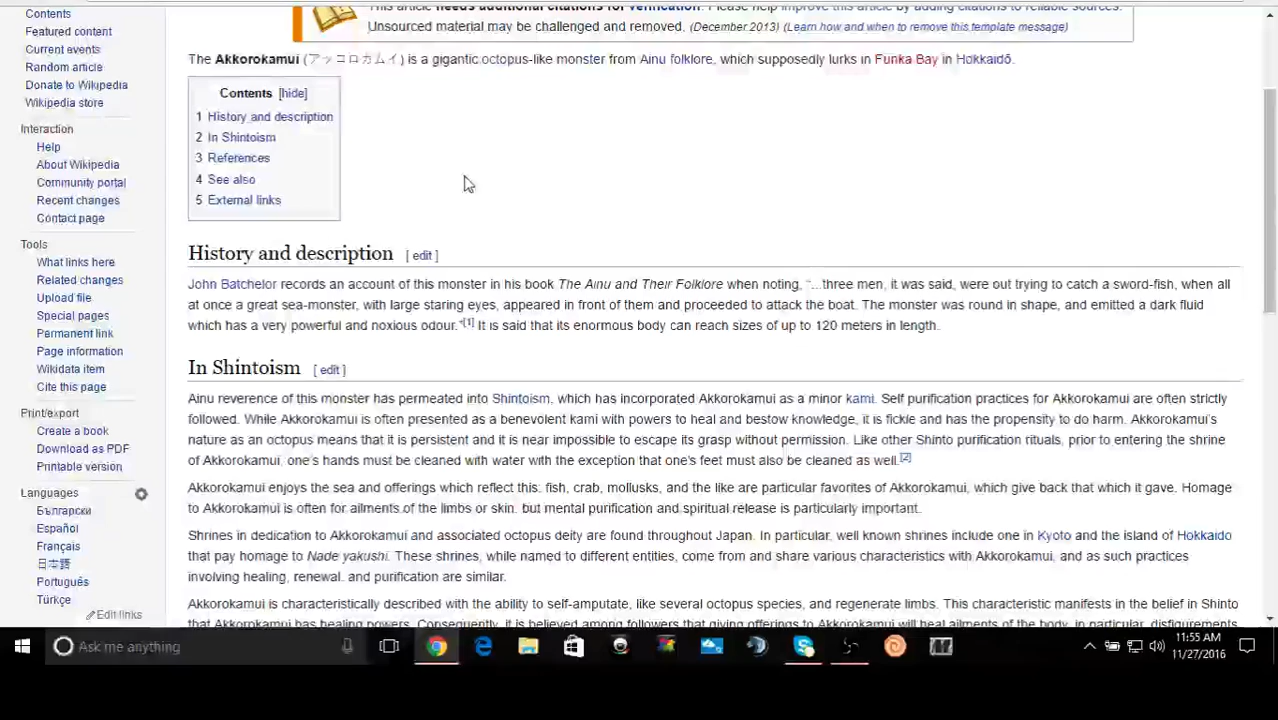 Contents
Featured content
Current events
Random article
Donate to Wikipedia
Wikipedia store
Interaction
Help
About Wikipedia
Community portal
Recent changes
Contact page
Tools
What links here
Related changes
Upload file
Special pages
Permanent link
Page information
Wikidata item
Cite this page
Print/export
Create a book
Download as PDF
Printable version
Languages
Български
Español
Français
日本語
Português
Türkçe
Edit links
This article needs additional citations for verification. Please help improve this article by adding citations to reliable sources.
Unsourced material may be challenged and removed. (December 2013) (Learn how and when to remove this template message)
The Akkorokamui (アッコロカムイ) is a gigantic octopus-like monster from Ainu folklore, which supposedly lurks in Funka Bay in Hokkaidō.
Contents [hide]
1 History and description
2 In Shintoism
3 References
4 See also
5 External links
History and description [ edit ]
John Batchelor records an account of this monster in his book The Ainu and Their Folklore when noting, "...three men, it was said, were out trying to catch a sword-fish, when all
at once a great sea-monster, with large staring eyes, appeared in front of them and proceeded to attack the boat. The monster was round in shape, and emitted a dark fluid
which has a very powerful and noxious odour."[1] It is said that its enormous body can reach sizes of up to 120 meters in length.
In Shintoism [ edit ]
Ainu reverence of this monster has permeated into Shintoism, which has incorporated Akkorokamui as a minor kami. Self purification practices for Akkorokamui are often strictly
followed. While Akkorokamui is often presented as a benevolent kami with powers to heal and bestow knowledge, it is fickle and has the propensity to do harm. Akkorokamui's
nature as an octopus means that it is persistent and it is near impossible to escape its grasp without permission. Like other Shinto purification rituals, prior to entering the shrine
of Akkorokamui, one's hands must be cleaned with water with the exception that one's feet must also be cleaned as well.[2]
Akkorokamui enjoys the sea and offerings which reflect this: fish, crab, mollusks, and the like are particular favorites of Akkorokamui, which give back that which it gave. Homage
to Akkorokamui is often for ailments of the limbs or skin, but mental purification and spiritual release is particularly important.
Shrines in dedication to Akkorokamui and associated octopus deity are found throughout Japan. In particular, well known shrines include one in Kyoto and the island of Hokkaido
that pay homage to Nade yakushi. These shrines, while named to different entities, come from and share various characteristics with Akkorokamui, and as such practices
involving healing, renewal, and purification are similar.
Akkorokamui is characteristically described with the ability to self-amputate, like several octopus species, and regenerate limbs. This characteristic manifests in the belief in Shinto
that Akkorokamui has healing powers. Consequently, it is believed among followers that giving offerings to Akkorokamui will heal ailments of the body, in particular, disfigurements
Ask me anything
11:55 AM
11/27/2016